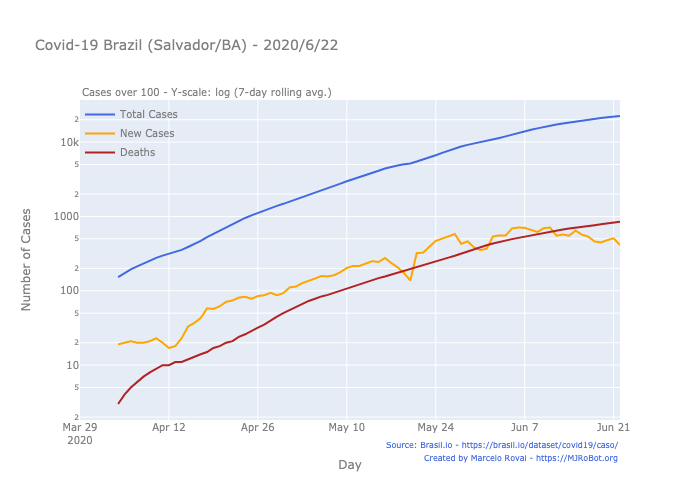 Covid-19 Brazil (Salvador/BA) - 2020/6/22
Cases over 100 - Y-scale: log (7-day rolling avg.)
Total Cases
New Cases
Deaths
Number of Cases
2
10k
5
2
1000
5
2
100
5
2
10
5
2
Mar 29
2020
Apr 12
Apr 26
May 10
May 24
Jun 7
Jun 21
Day
Source: Brasil.io - https://brasil.io/dataset/covid19/caso/
Created by Marcelo Rovai - https://MJRoBot.org